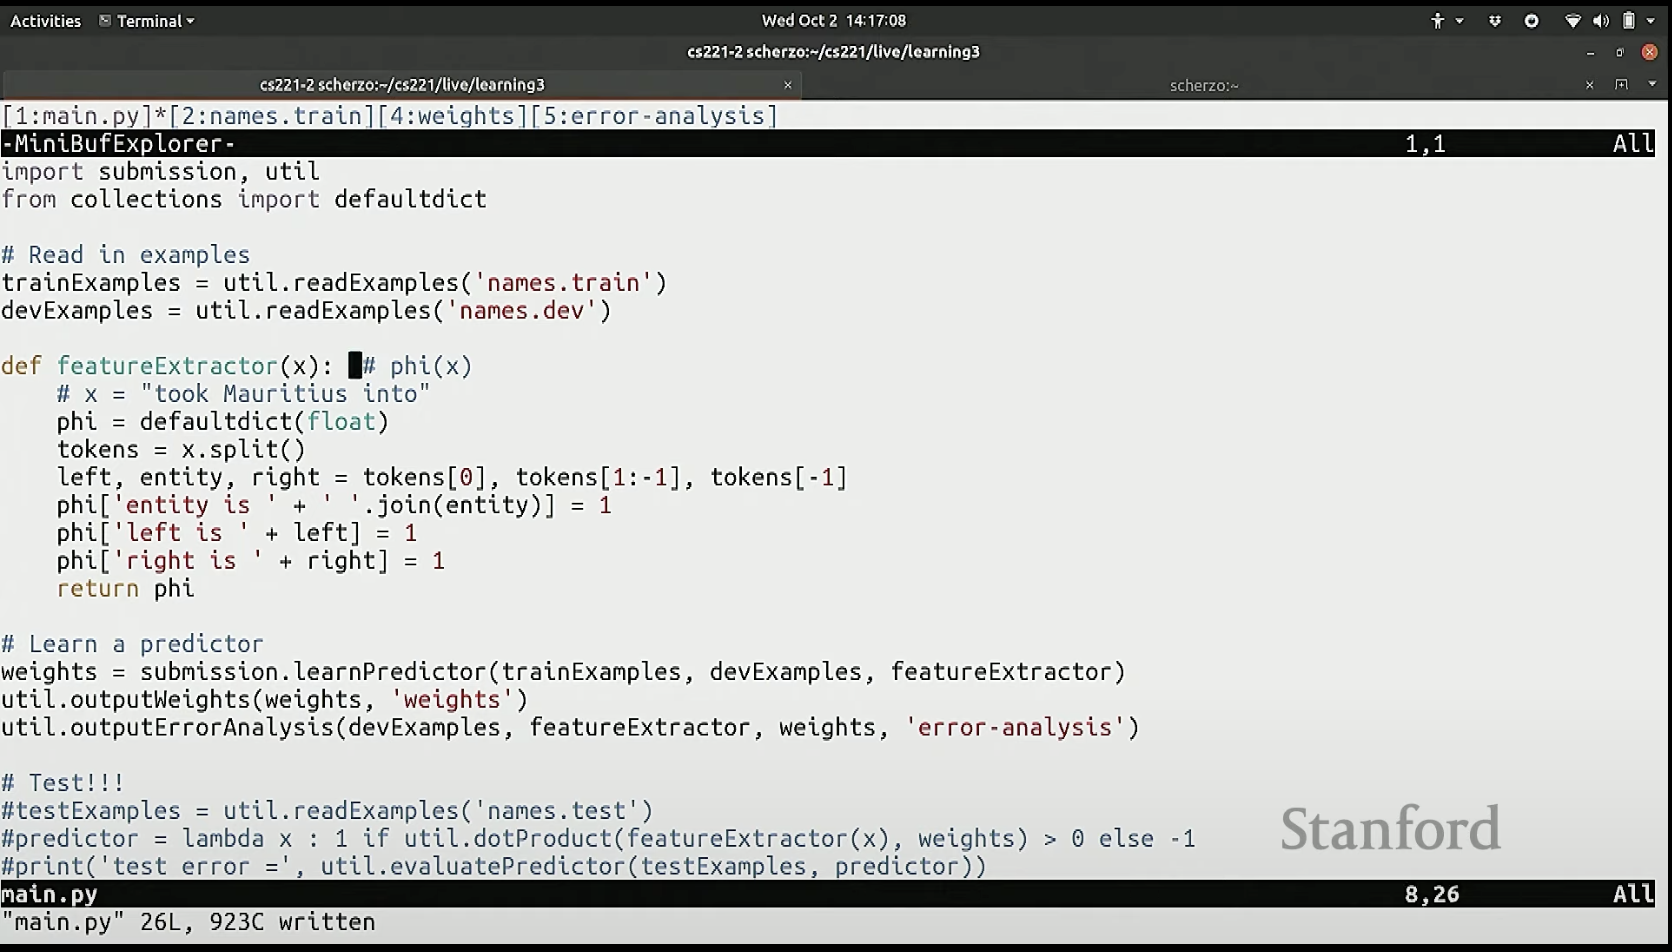 Activities Terminal Wed Oct 2 14:17:08
cs221-2 scherzo:~/cs221/live/learning3
cs221-2 scherzo:~/cs221/live/learning3 × scherzo:~ ×
[1:main.py]*[2:names.train][4:weights][5:error-analysis]
-MiniBufExplorer- 1,1 All
import submission, util
from collections import defaultdict
# Read in examples
trainExamples = util.readExamples('names.train')
devExamples = util.readExamples('names.dev')
def featureExtractor(x): # phi(x)
    # x = "took Mauritius into"
    phi = defaultdict(float)
    tokens = x.split()
    left, entity, right = tokens[0], tokens[1:-1], tokens[-1]
    phi['entity is ' + ' '.join(entity)] = 1
    phi['left is ' + left] = 1
    phi['right is ' + right] = 1
    return phi
# Learn a predictor
weights = submission.learnPredictor(trainExamples, devExamples, featureExtractor)
util.outputWeights(weights, 'weights')
util.outputErrorAnalysis(devExamples, featureExtractor, weights, 'error-analysis')
# Test!!!
#testExamples = util.readExamples('names.test')
#predictor = lambda x : 1 if util.dotProduct(featureExtractor(x), weights) > 0 else -1
#print('test error =', util.evaluatePredictor(testExamples, predictor))
Stanford
main.py 8,26 All
"main.py" 26L, 923C written